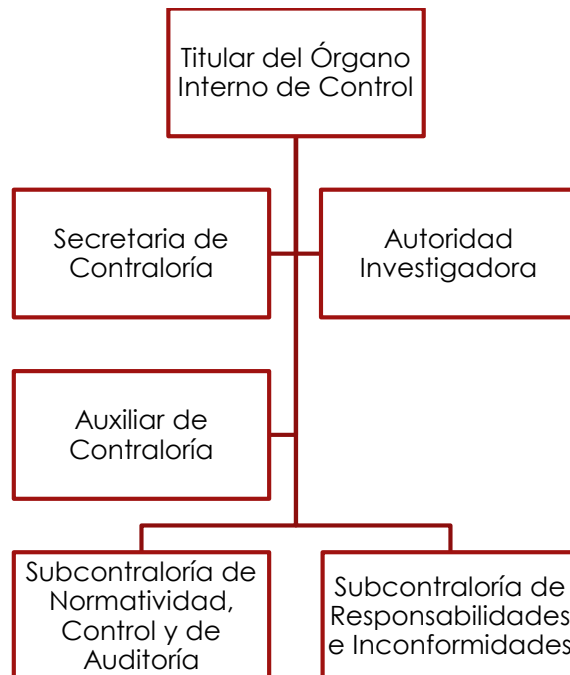 Titular del Órgano
Interno de Control
Secretaria de
Contraloría
Autoridad
Investigadora
Auxiliar de
Contraloría
Subcontraloría de
Normatividad,
Control y de
Auditoría
Subcontraloría de
Responsabilidades
e Inconformidades